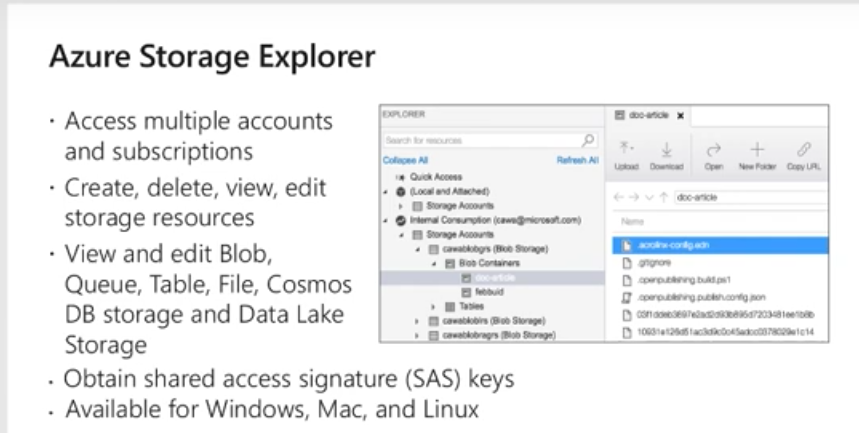 Azure Storage Explorer
· Access multiple accounts
and subscriptions
· Create, delete, view, edit
storage resources
· View and edit Blob,
Queue, Table, File, Cosmos
DB storage and Data Lake
Storage
· Obtain shared access signature (SAS) keys
· Available for Windows, Mac, and Linux
EXPLORER
Search for resources
Collapse All Refresh All
Quick Access
(Local and Attached)
Storage Accounts
Internal Consumption (cawa@microsoft.com)
Storage Accounts
cawablobgrs (Blob Storage)
Blob Containers
doc-article
febbuid
Tables
cawabloblrs (Blob Storage)
cawablobragrs (Blob Storage)
doc-article x
Upload Download Open New Folder Copy URL
doc-article
Name
.acrolinx-config.edn
.gitignore
.openpublishing.build.ps1
.openpublishing.publish.config.json